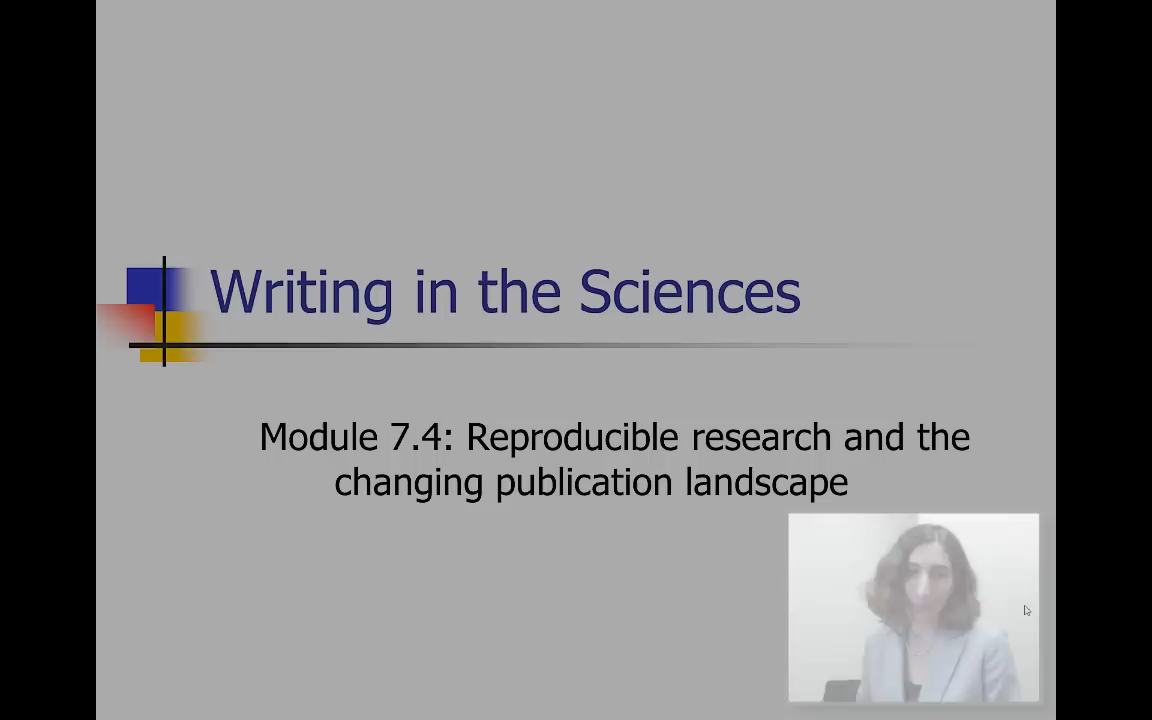 Writing in the Sciences
Module 7.4: Reproducible research and the
changing publication landscape